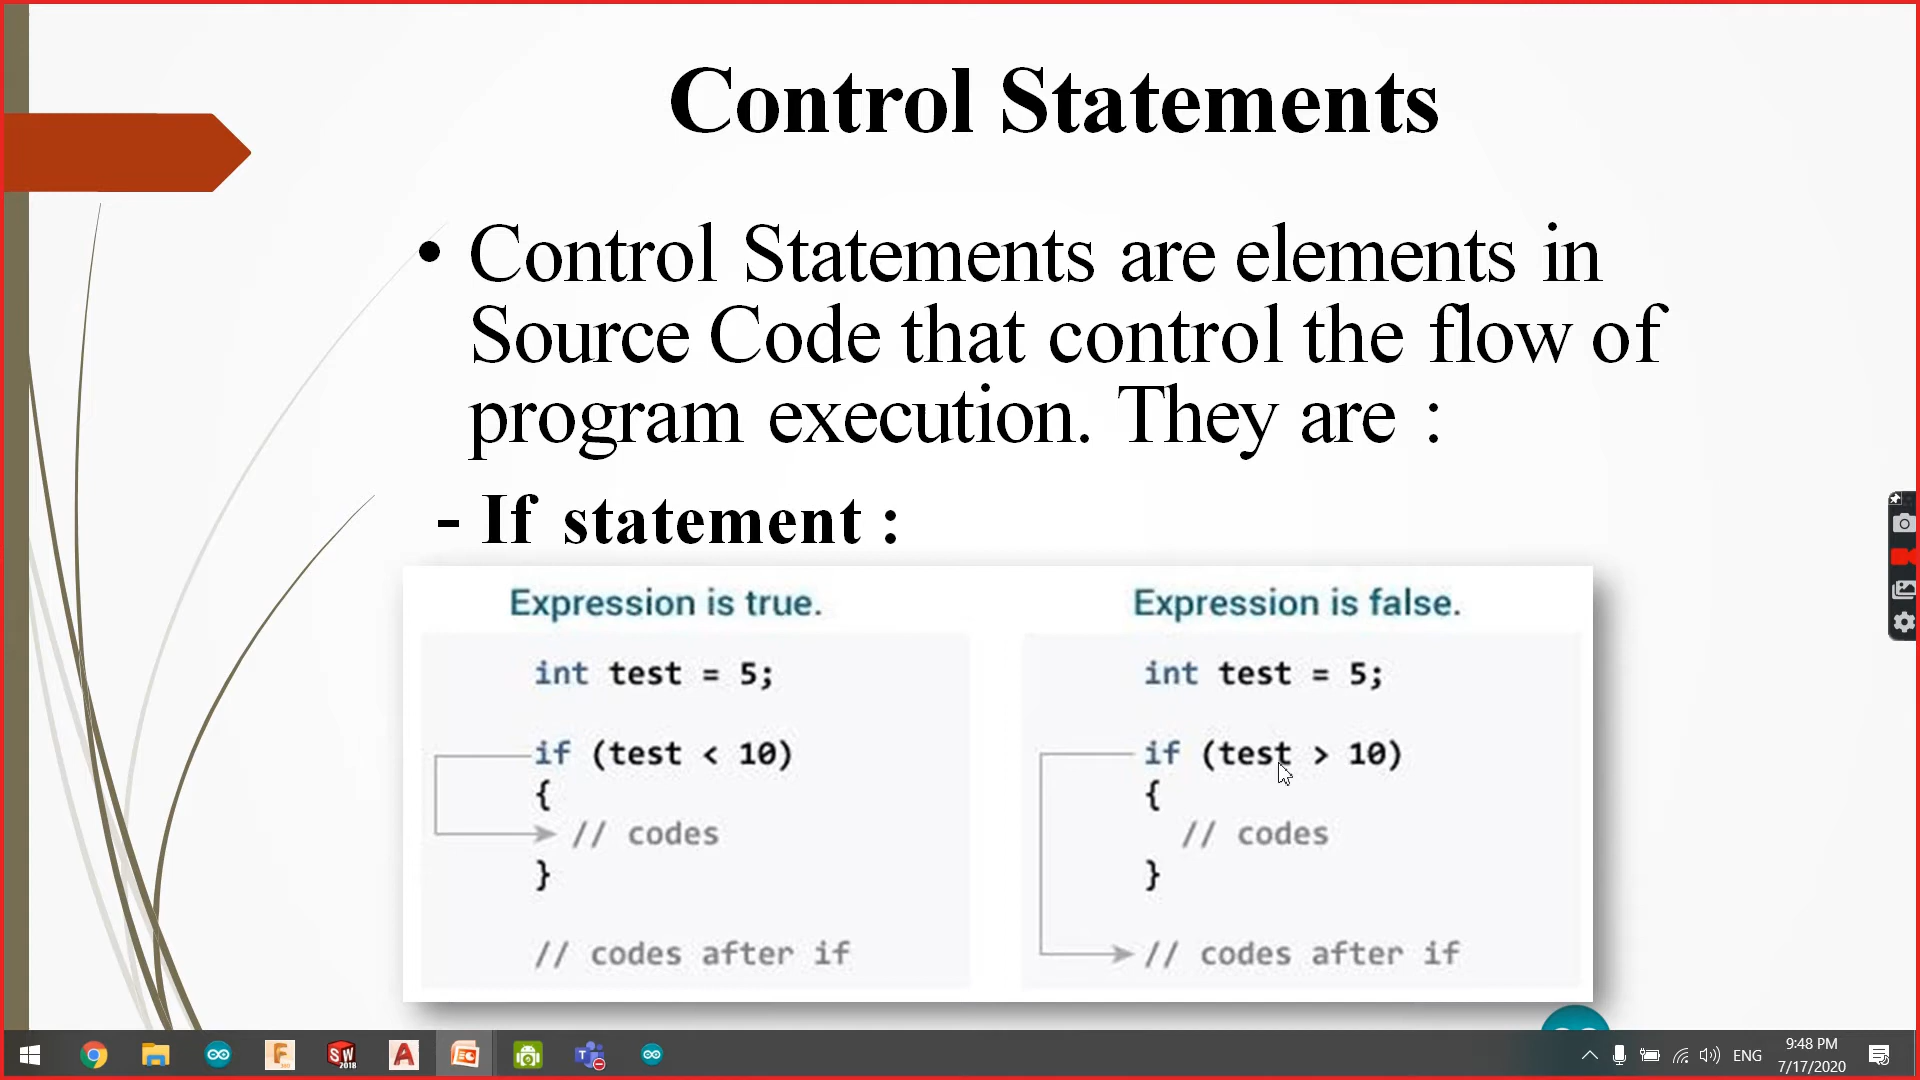 Control Statements
• Control Statements are elements in
Source Code that control the flow of
program execution. They are :
- If statement :
Expression is true.
int test = 5;
if (test < 10)
{
// codes
}
// codes after if
Expression is false.
int test = 5;
if (test > 10)
{
// codes
}
// codes after if
SW
2018
A
ENG
9:48 PM
7/17/2020